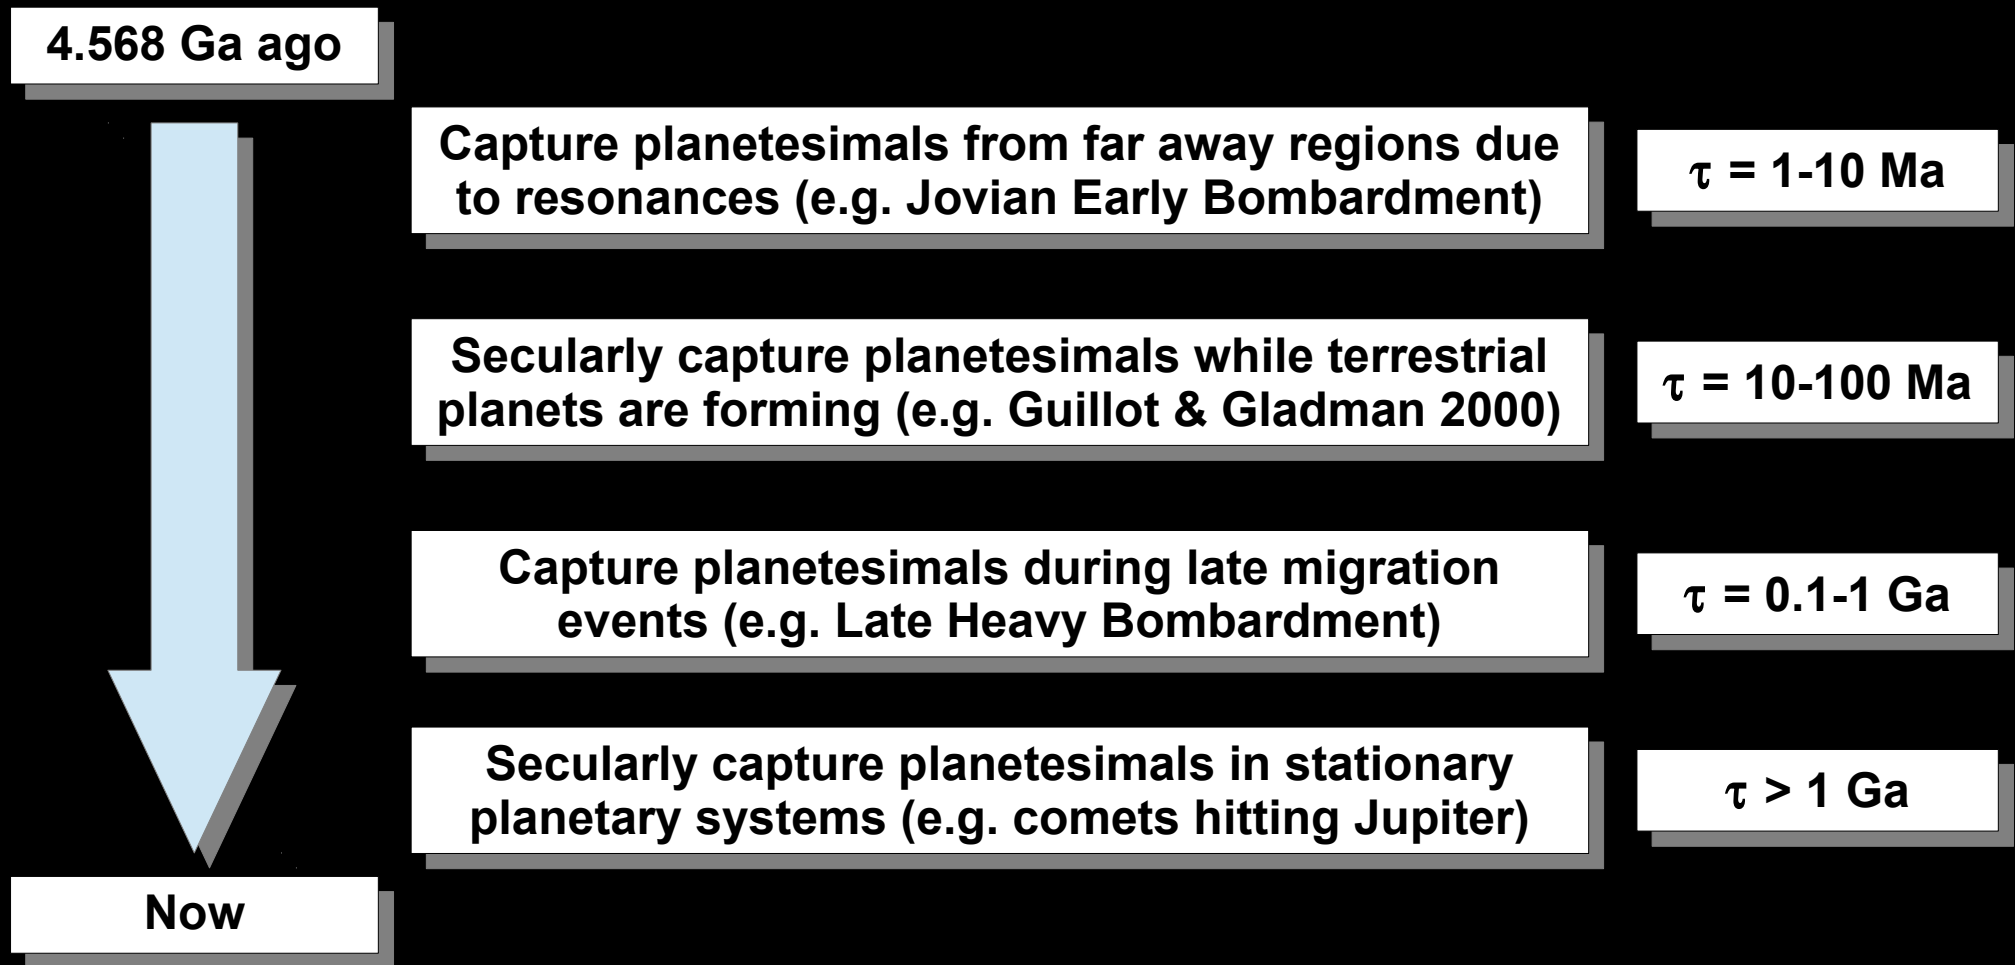 4.568 Ga ago
Capture planetesimals from far away regions due
to resonances (e.g. Jovian Early Bombardment)
τ = 1-10 Ma
Secularly capture planetesimals while terrestrial
planets are forming (e.g. Guillot & Gladman 2000)
τ = 10-100 Ma
Capture planetesimals during late migration
events (e.g. Late Heavy Bombardment)
τ = 0.1-1 Ga
Secularly capture planetesimals in stationary
planetary systems (e.g. comets hitting Jupiter)
τ > 1 Ga
Now